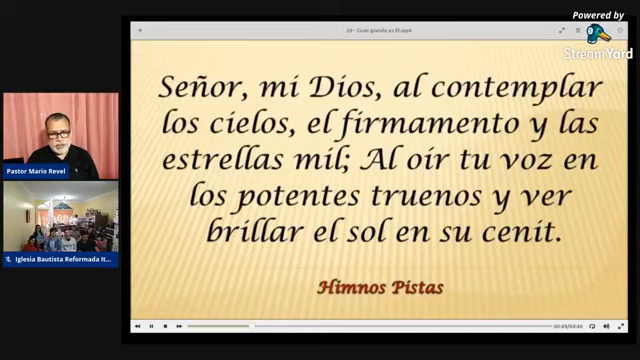 Powered by
StreamYard
20 - Cuan grande es El.mp4
Señor, mi Dios, al contemplar
los cielos, el firmamento y las
estrellas mil; Al oír tu voz en
los potentes truenos y ver
brillar el sol en su cenit.
Himnos Pistas
Pastor Mario Revel
Iglesia Bautista Reformada It...
00:49/04:46